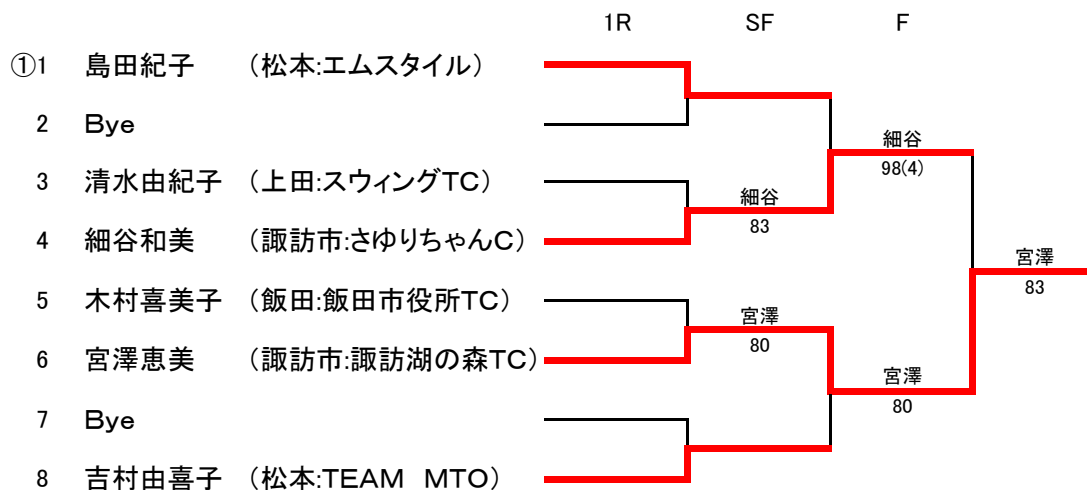 1R SF F
①1 島田紀子 （松本:エムスタイル）
2 Bye
細谷
3 清水由紀子 （上田:スウィングTC） 98(4)
細谷
4 細谷和美 （諏訪市:さゆりちゃんC） 83
宮澤
83
5 木村喜美子 （飯田:飯田市役所TC）
宮澤
6 宮澤恵美 （諏訪市:諏訪湖の森TC） 80
宮澤
80
7 Bye
8 吉村由喜子 （松本:TEAM MTO）